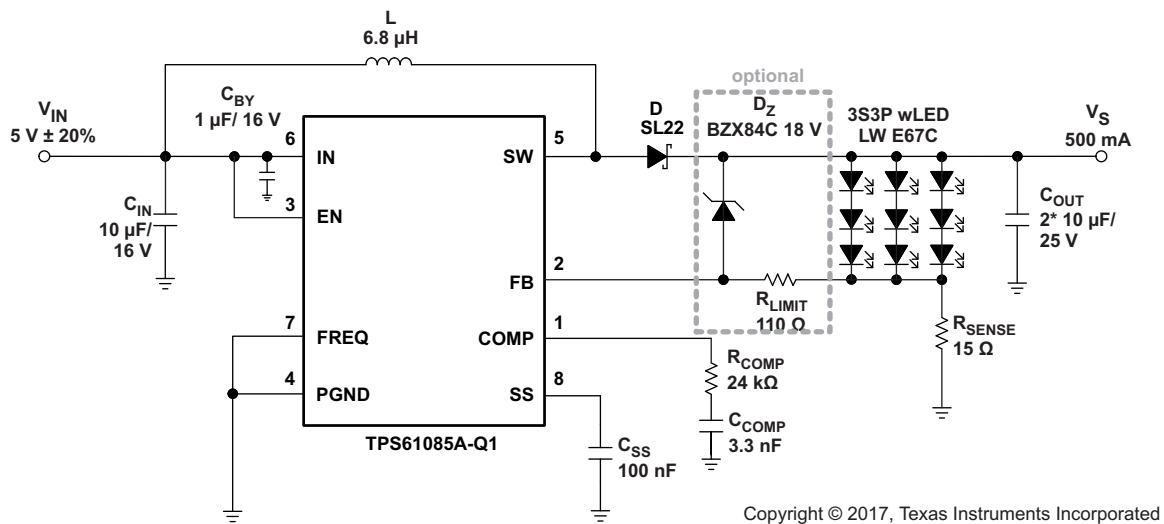 L
6.8 µH
optional
V_IN
5 V ± 20%
C_BY
1 µF/ 16 V
D
SL22
D_Z
BZX84C 18 V
3S3P wLED
LW E67C
V_S
500 mA
6
IN
SW
5
3
EN
C_IN
10 µF/
16 V
C_OUT
2* 10 µF/
25 V
FB
2
R_LIMIT
110 Ω
R_SENSE
15 Ω
7
FREQ
COMP
1
R_COMP
24 kΩ
4
PGND
SS
8
C_COMP
3.3 nF
TPS61085A-Q1
C_SS
100 nF
Copyright © 2017, Texas Instruments Incorporated